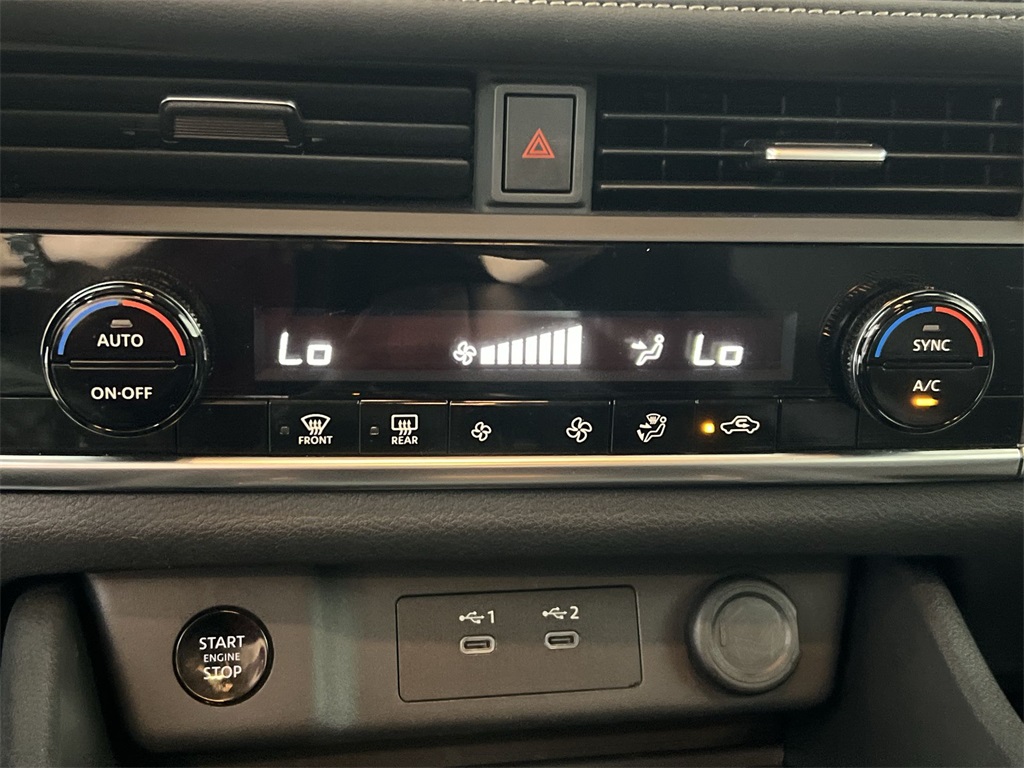 AUTO
ON·OFF
Lo
Lo
SYNC
A/C
FRONT
REAR
START
ENGINE
STOP
1
2